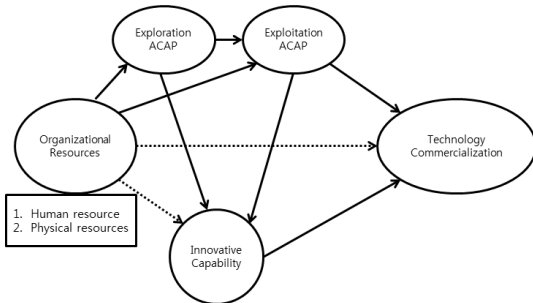 Exploration
ACAP
Exploitation
ACAP
Organizational
Resources
Technology
Commercialization
1. Human resource
2. Physical resources
Innovative
Capability